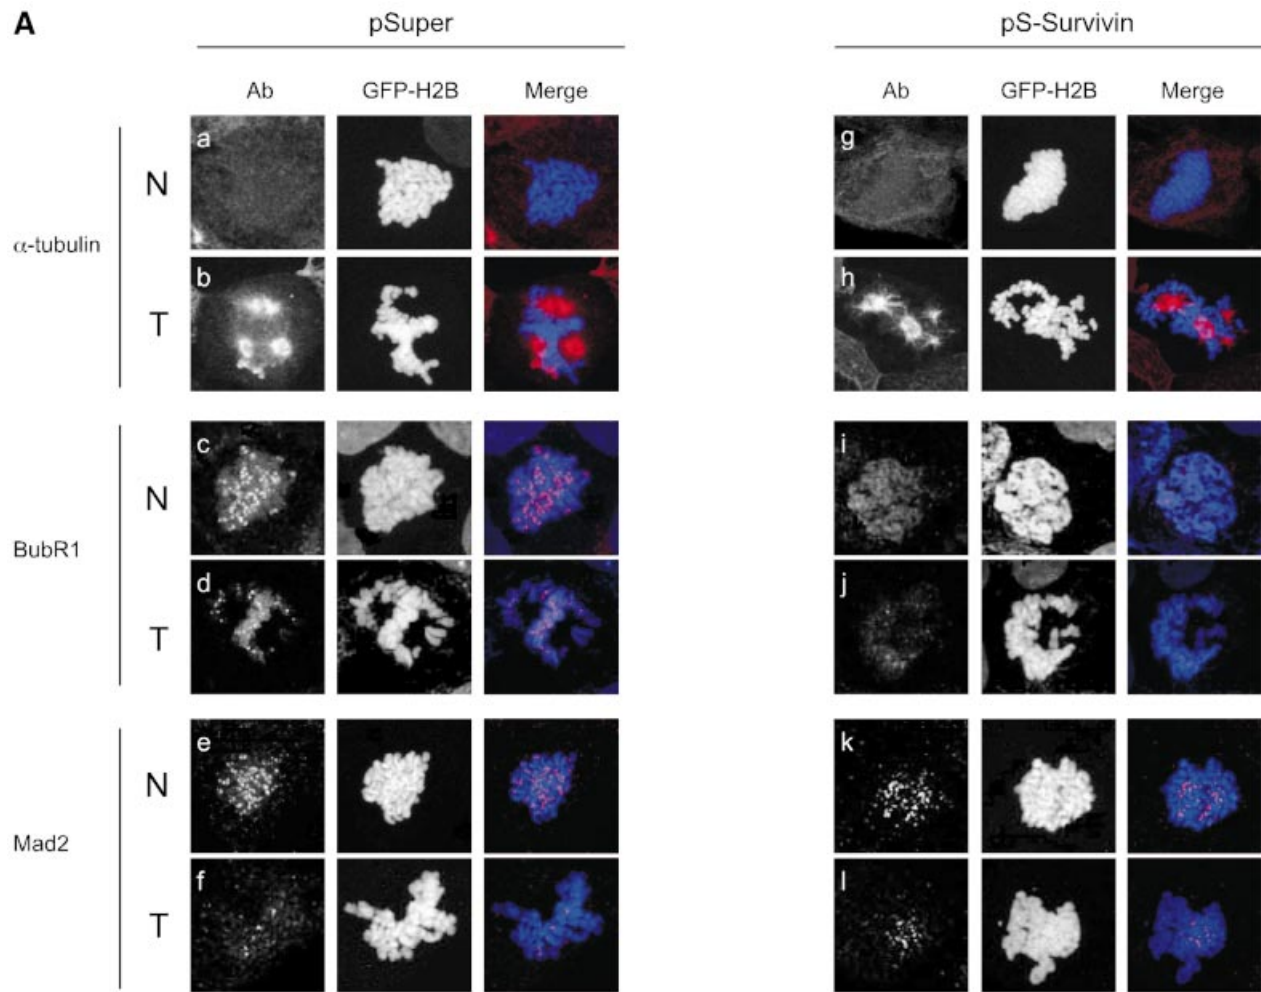 A
pSuper pS-Survivin
Ab GFP-H2B Merge Ab GFP-H2B Merge
α-tubulin
N a g
T b h
BubR1
N c i
T d j
Mad2
N e k
T f l